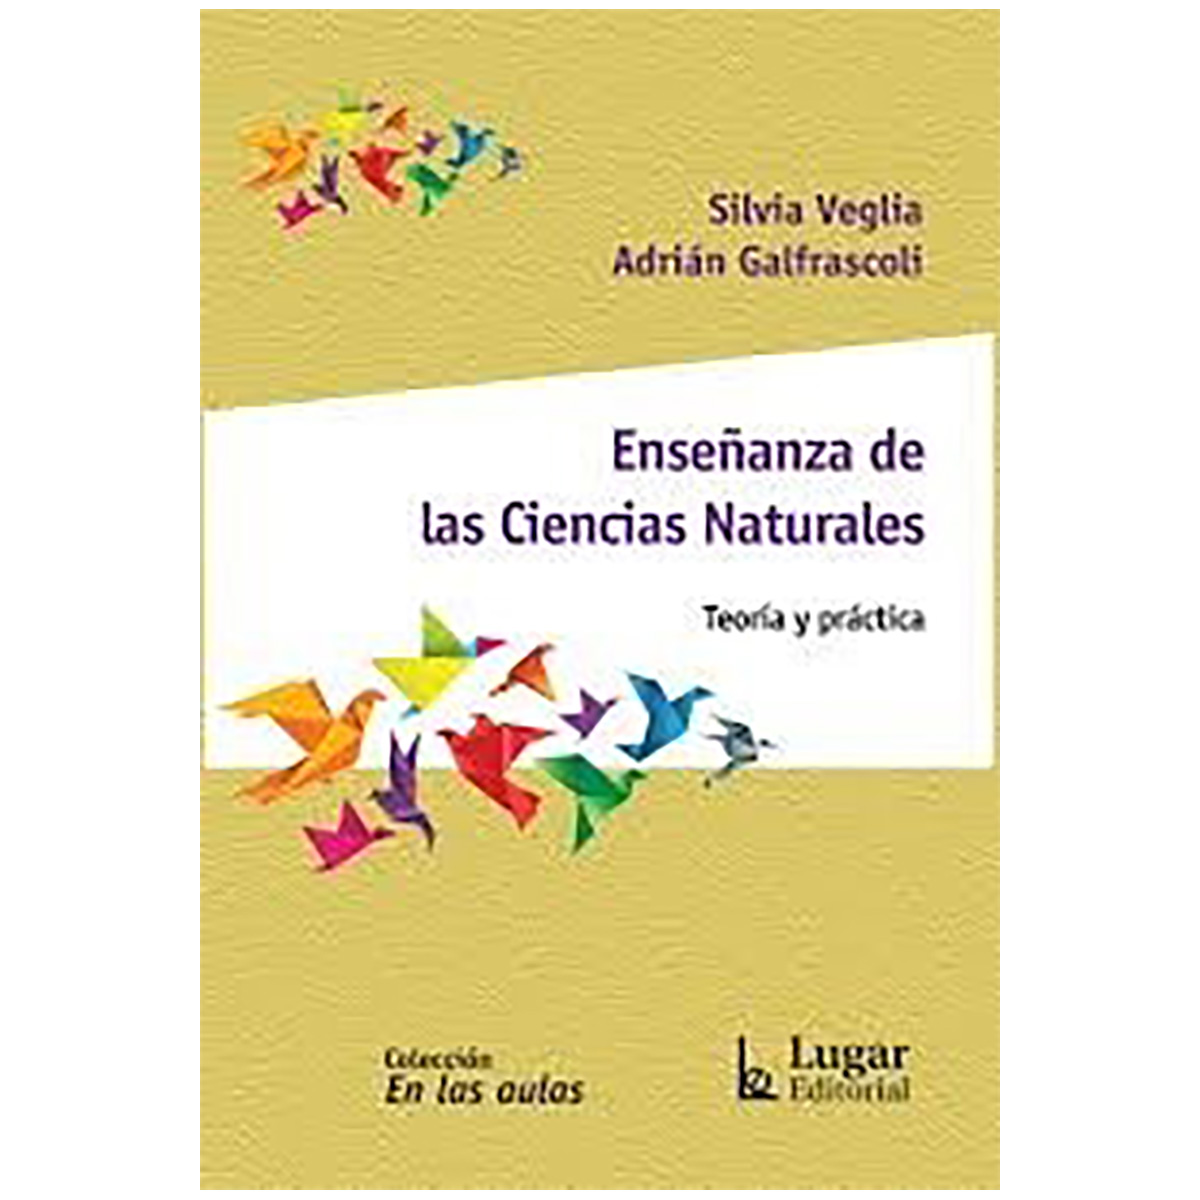 Silvia Veglia
Adrián Galfrascoli
Enseñanza de
las Ciencias Naturales
Teoría y práctica
Colección
En las aulas
Lugar
Editorial